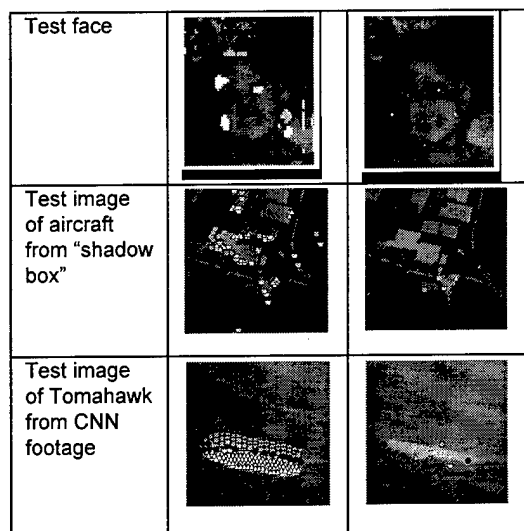 Test face
Test image
of aircraft
from “shadow
box”
Test image
of Tomahawk
from CNN
footage